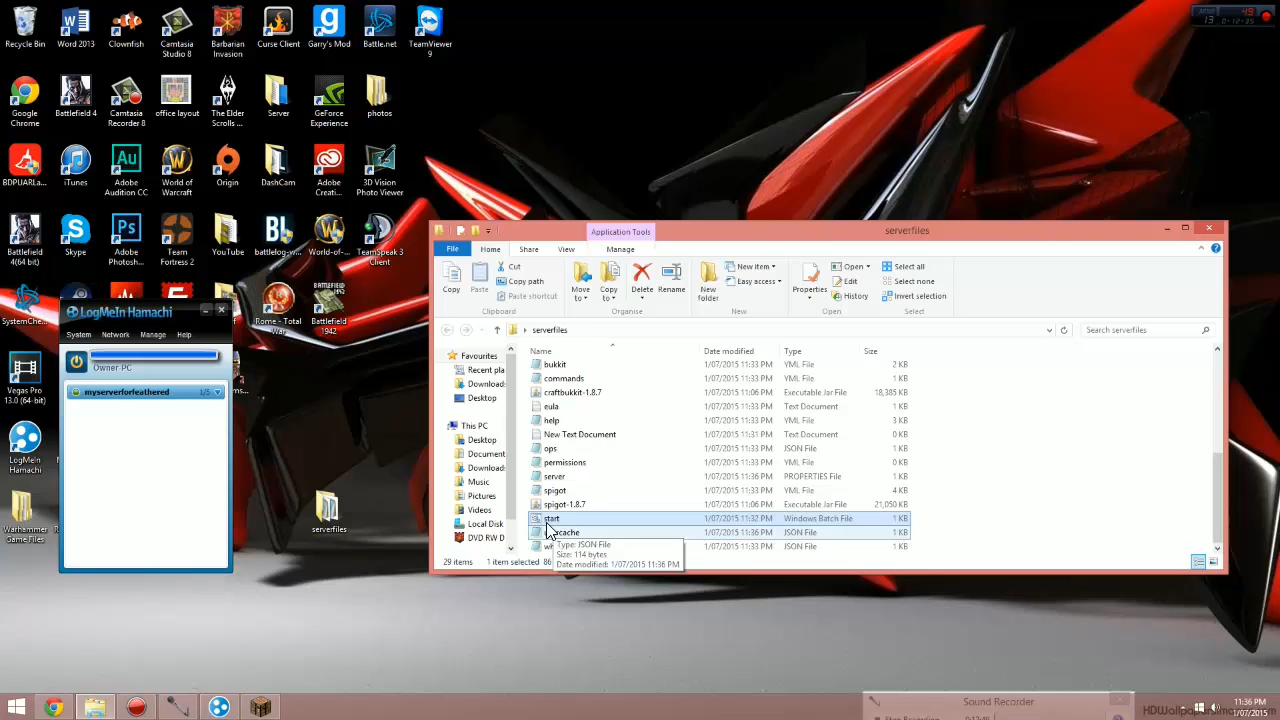 Recycle Bin
Word 2013
Clownfish
Camtasia Studio 8
Barbarian Invasion
Curse Client
Garry's Mod
Battle.net
TeamViewer 9
Google Chrome
Battlefield 4
Camtasia Recorder 8
office layout
The Elder Scrolls ...
Server
GeForce Experience
photos
BDPUARLa...
iTunes
Adobe Audition CC
World of Warcraft
Origin
DashCam
Adobe Creati...
3D Vision Photo Viewer
Battlefield 4(64 bit)
Skype
Adobe Photosh...
Team Fortress 2
YouTube
battlelog-w...
World-of-...
TeamSpeak 3 Client
SystemChe...
Rome - Total War
Battlefield 1942
Vegas Pro 13.0 (64-bit)
LogMeIn Hamachi
Warhammer Game Files
serverfiles
LogMeIn Hamachi
System Network Manage Help
Owner-PC
myserverforfeathered 1/5
Application Tools
serverfiles
File Home Share View Manage
Copy
Paste
Cut
Copy path
Paste shortcut
Clipboard
Move to
Copy to
Delete
Rename
Organise
New folder
New item
Easy access
New
Properties
Open
Edit
History
Open
Select all
Select none
Invert selection
Select
serverfiles
Search serverfiles
Favourites
Recent pla
Download
Desktop
This PC
Desktop
Document
Download
Music
Pictures
Videos
Local Disk
DVD RW D
Name Date modified Type Size
bukkit 1/07/2015 11:33 PM YML File 2 KB
commands 1/07/2015 11:33 PM YML File 1 KB
craftbukkit-1.8.7 1/07/2015 11:06 PM Executable Jar File 18,385 KB
eula 1/07/2015 11:33 PM Text Document 1 KB
help 1/07/2015 11:33 PM YML File 3 KB
New Text Document 1/07/2015 11:31 PM Text Document 0 KB
ops 1/07/2015 11:33 PM JSON File 1 KB
permissions 1/07/2015 11:33 PM YML File 0 KB
server 1/07/2015 11:33 PM PROPERTIES File 1 KB
spigot 1/07/2015 11:33 PM YML File 4 KB
spigot-1.8.7 1/07/2015 11:06 PM Executable Jar File 21,050 KB
start 1/07/2015 11:32 PM Windows Batch File 1 KB
cache 1/07/2015 11:36 PM JSON File 1 KB
1/07/2015 11:33 PM JSON File 1 KB
Type: JSON File
Size: 114 bytes
Date modified: 1/07/2015 11:36 PM
29 items 1 item selected 86
Sound Recorder
11:36 PM
1/07/2015